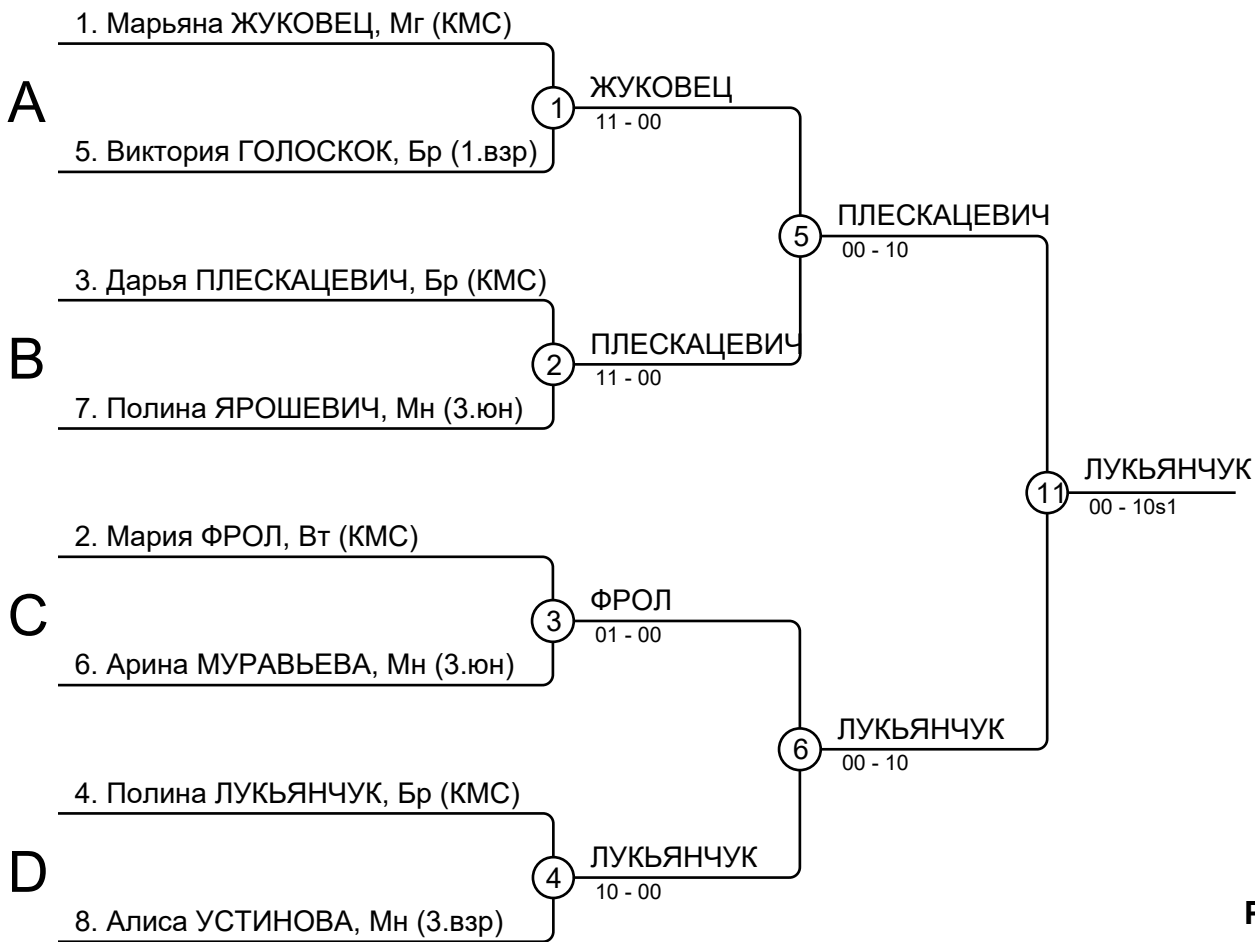 1. Марьяна ЖУКОВЕЦ, Мг (КМС)
A
1
ЖУКОВЕЦ
11 - 00
5. Виктория ГОЛОСКОК, Бр (1.взр)
5
ПЛЕСКАЦЕВИЧ
00 - 10
3. Дарья ПЛЕСКАЦЕВИЧ, Бр (КМС)
B
2
ПЛЕСКАЦЕВИЧ
11 - 00
7. Полина ЯРОШЕВИЧ, Мн (3.юн)
11
ЛУКЬЯНЧУК
00 - 10s1
2. Мария ФРОЛ, Вт (КМС)
C
3
ФРОЛ
01 - 00
6. Арина МУРАВЬЕВА, Мн (3.юн)
6
ЛУКЬЯНЧУК
00 - 10
4. Полина ЛУКЬЯНЧУК, Бр (КМС)
D
4
ЛУКЬЯНЧУК
10 - 00
8. Алиса УСТИНОВА, Мн (3.взр)